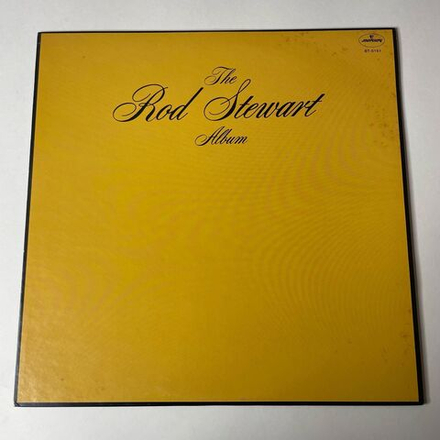 The
Rod Stewart
Album
mercury